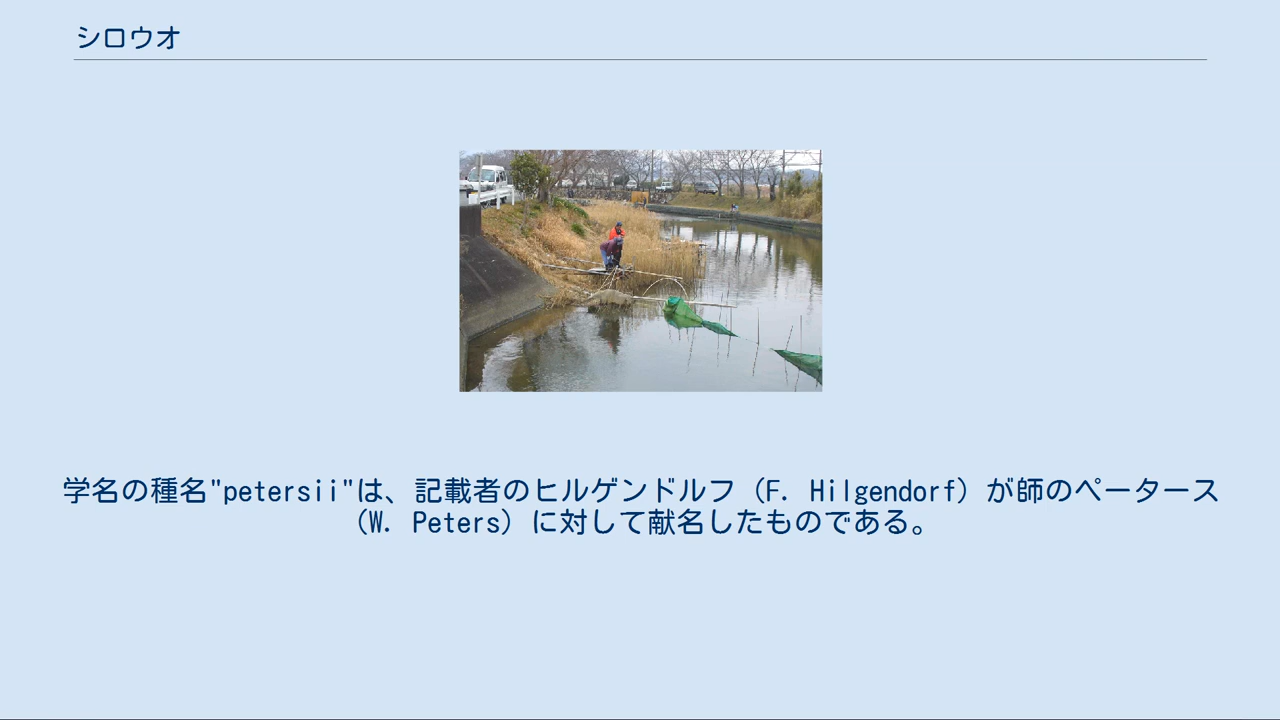 シロウオ
学名の種名"petersii"は、記載者のヒルゲンドルフ（F. Hilgendorf）が師のペータース
（W. Peters）に対して献名したものである。